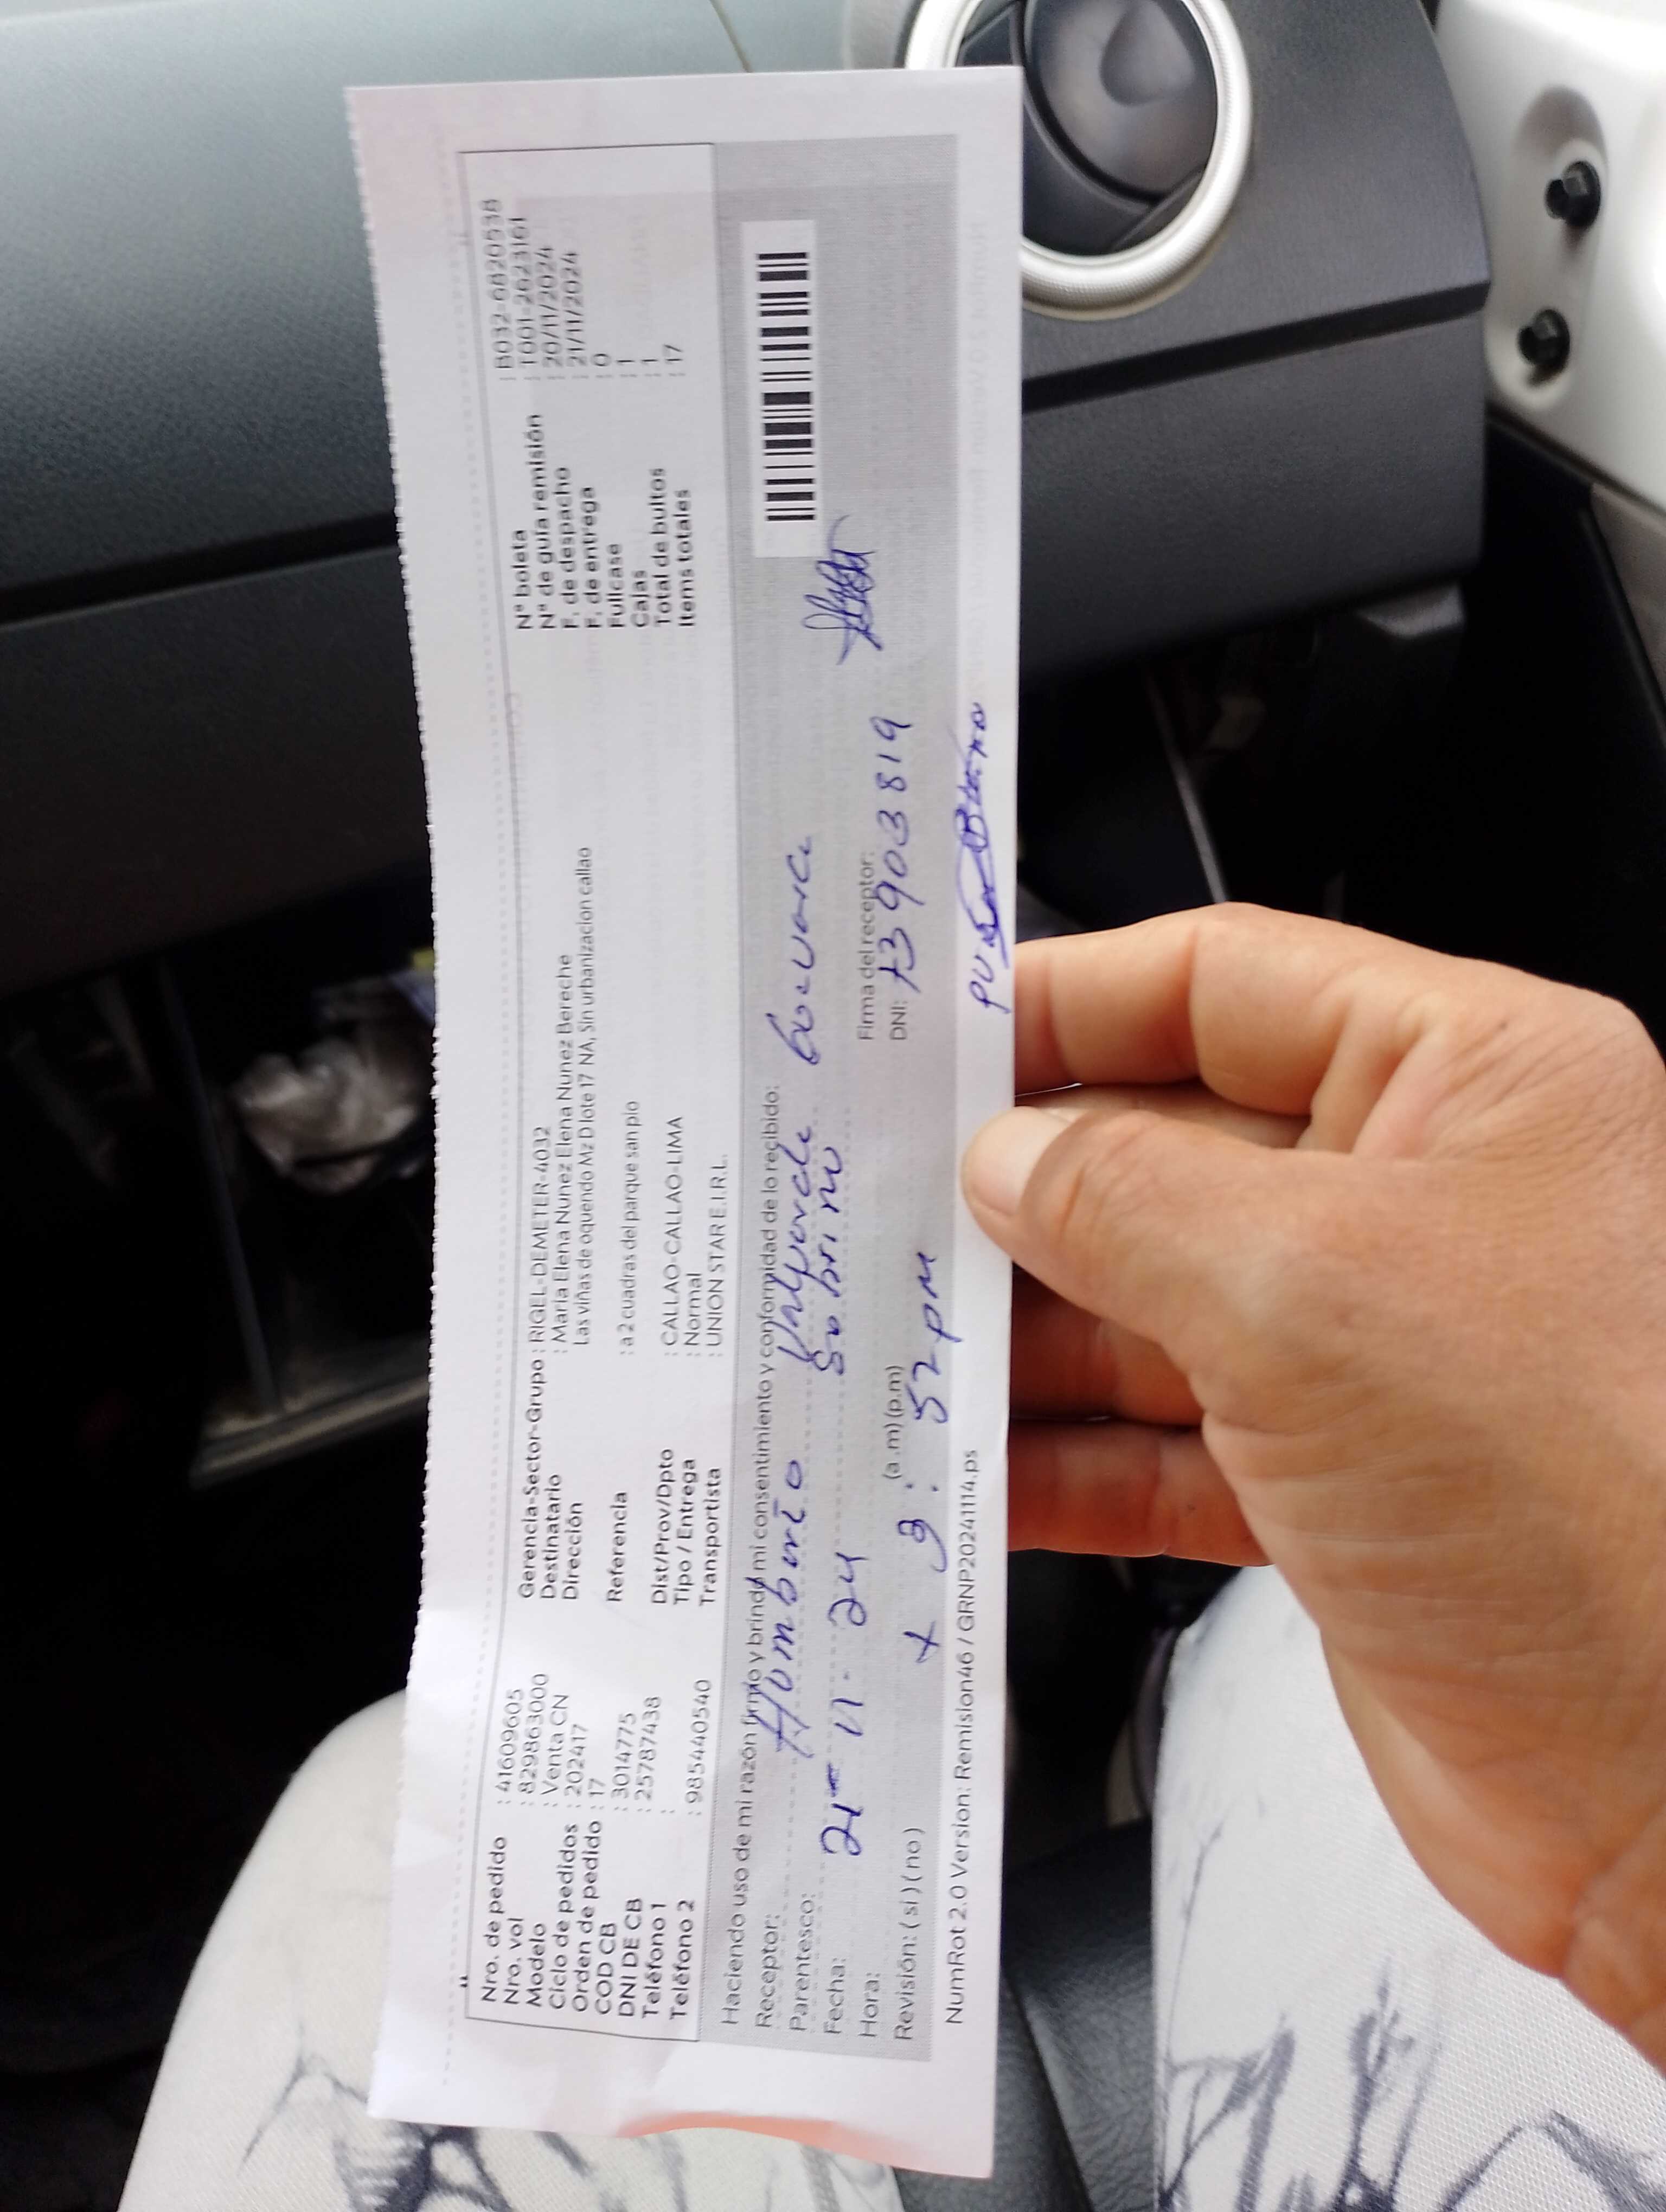 Nro. de pedido : 41609605
Nro. vol : 829863000
Modelo : Venta CN
Ciclo de pedidos : 202417
Orden de pedido : 17
COD CB : 3014775
DNI DE CB : 25787438
Teléfono 1 :
Teléfono 2 : 985440540
Gerencia-Sector-Grupo : RIGEL-DEMETER-4032
Destinatario : Maria Elena Nunez Elena Nunez Bereche
Dirección Las viñas de oquendo Mz D lote 17 NA, Sin urbanizacion callao
Referencia : a 2 cuadras del parque san pio
Dist/Prov/Dpto : CALLAO-CALLAO-LIMA
Tipo / Entrega : Normal
Transportista : UNION STAR E.I.R.L.
N° boleta : B032-6820538
N° de guía remisión : T001-2623161
F. de despacho : 20/11/2024
F. de entrega : 21/11/2024
Fullcase : 0
Cajas : 1
Total de bultos : 1
Items totales : 17
Haciendo uso de mi razón firmo y brindo mi consentimiento y conformidad de lo recibido:
Receptor: Humbrio Valverde
Parentesco: Sobrino
Fecha: 21- 11- 24
Hora: (a.m) (p.m) + 3: 52 pm
Revisión: ( si ) ( no )
Firma del receptor:
DNI: 73903819
NumRot 2.0 Version: Remision46 / GRNP20241114.ps